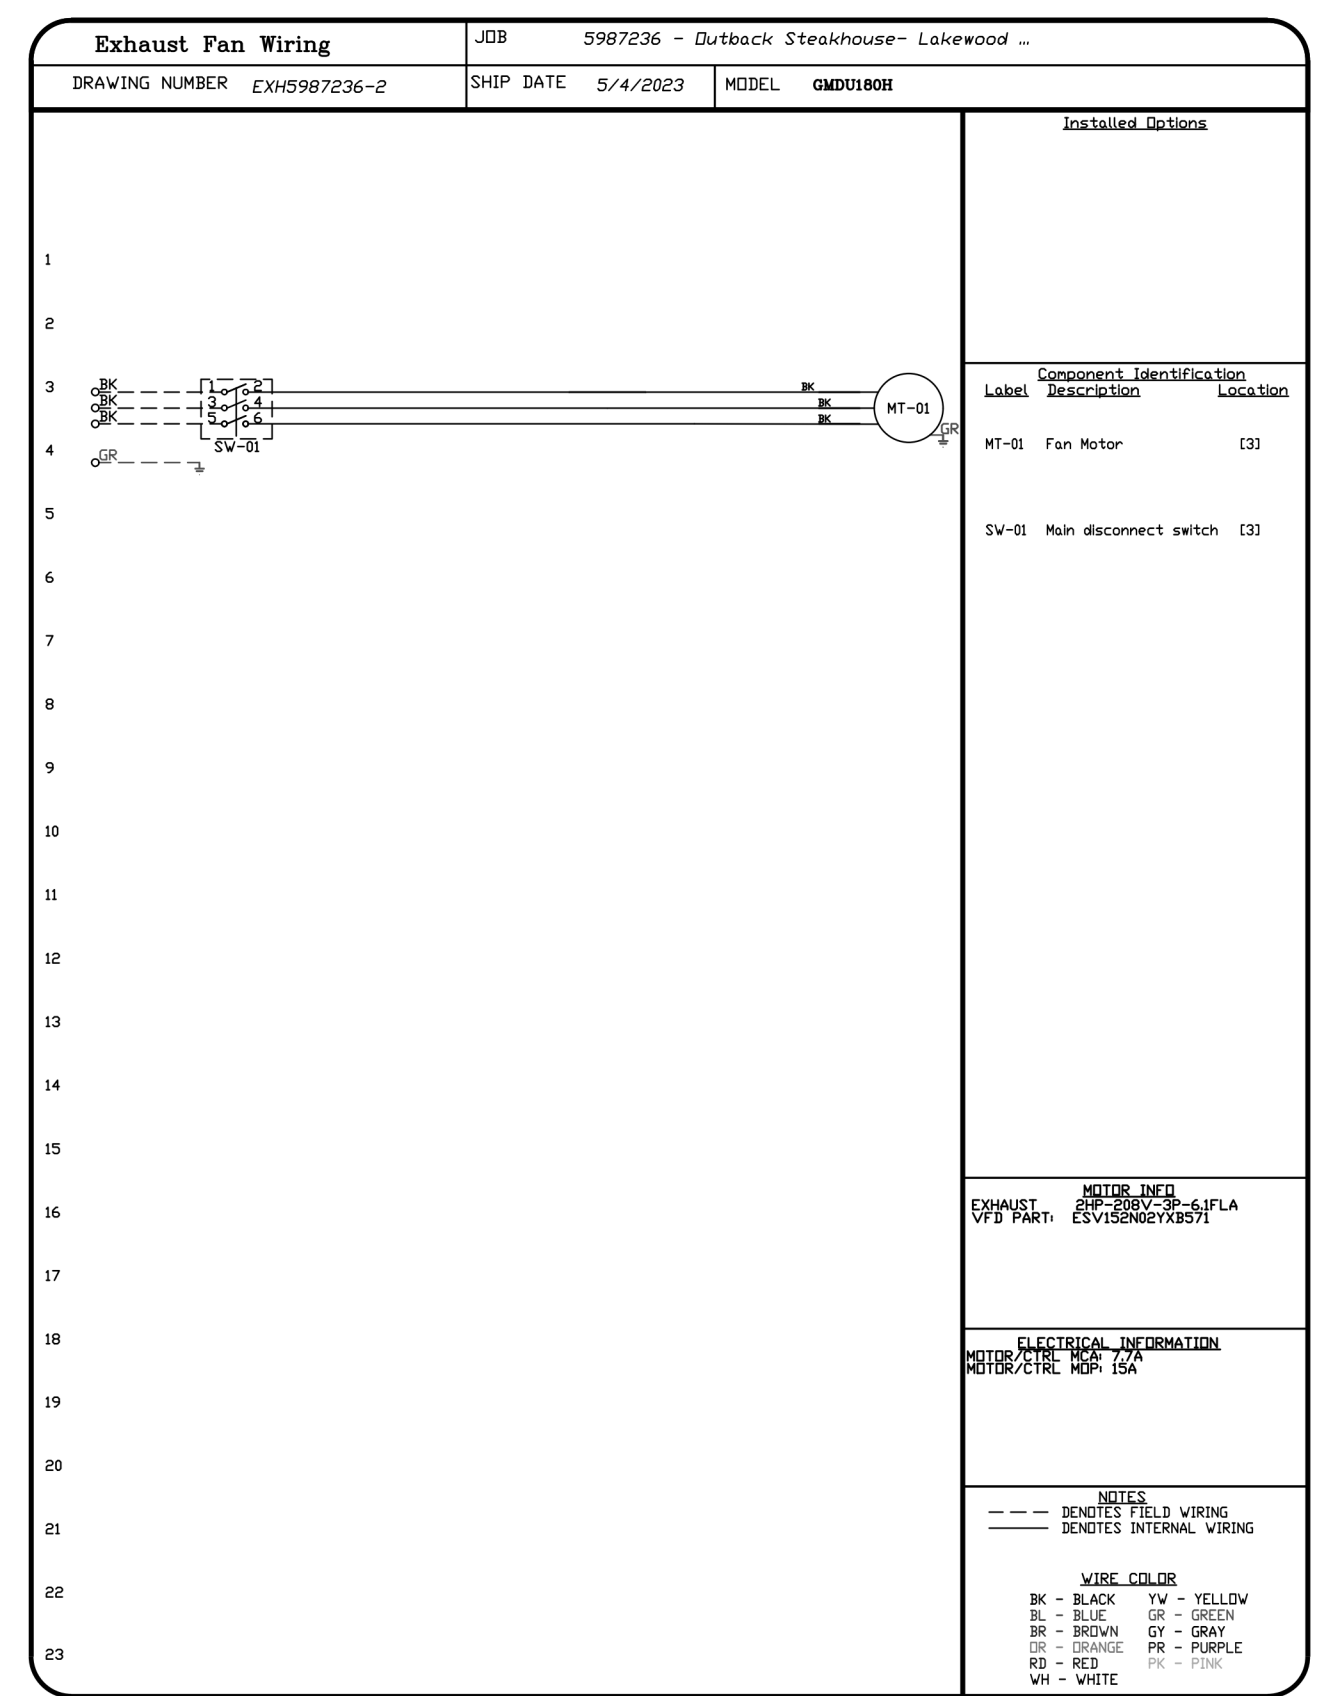 Exhaust Fan Wiring
JOB 5987236 - Outback Steakhouse- Lakewood ...
DRAWING NUMBER EXH5987236-2
SHIP DATE 5/4/2023
MODEL GMDU180H
Installed Options
1
2
3
BK
BK
BK
1 2
3 4
5 6
SW-01
BK
BK
BK
MT-01
GR
4
GR
5
6
7
8
9
10
11
12
13
14
15
16
17
18
19
20
21
22
23
Component Identification
Label Description Location
MT-01 Fan Motor [3]
SW-01 Main disconnect switch [3]
MOTOR INFO
EXHAUST 2HP-208V-3P-6.1FLA
VFD PART: ESV152N02YXB571
ELECTRICAL INFORMATION
MOTOR/CTRL MCA: 7.7A
MOTOR/CTRL MOP: 15A
NOTES
DENOTES FIELD WIRING
DENOTES INTERNAL WIRING
WIRE COLOR
BK - BLACK YW - YELLOW
BL - BLUE GR - GREEN
BR - BROWN GY - GRAY
OR - ORANGE PR - PURPLE
RD - RED PK - PINK
WH - WHITE